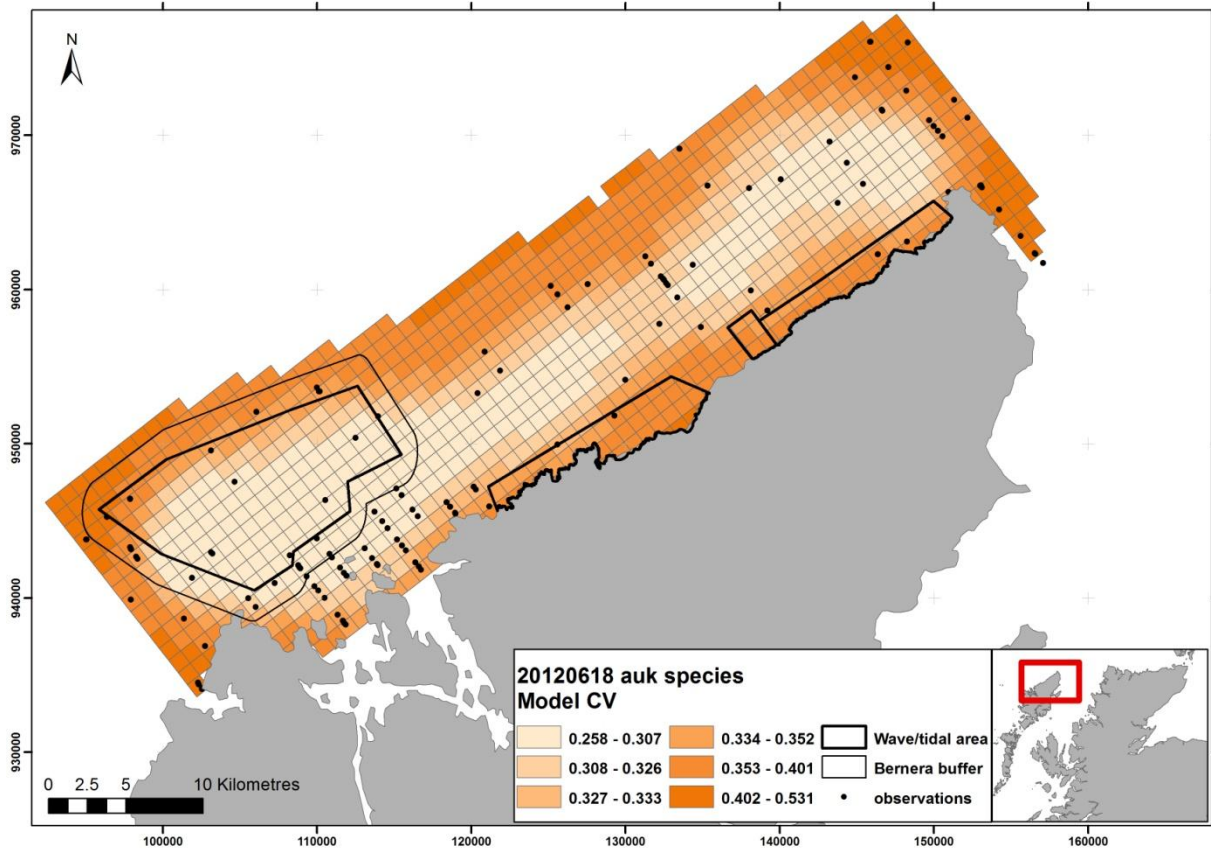 N
970000
960000
950000
940000
930000
20120618 auk species
Model CV
0.258 - 0.307
0.334 - 0.352
Wave/tidal area
0.308 - 0.326
0.353 - 0.401
Bernera buffer
0.327 - 0.333
0.402 - 0.531
observations
0 2.5 5 10 Kilometres
100000 110000 120000 130000 140000 150000 160000